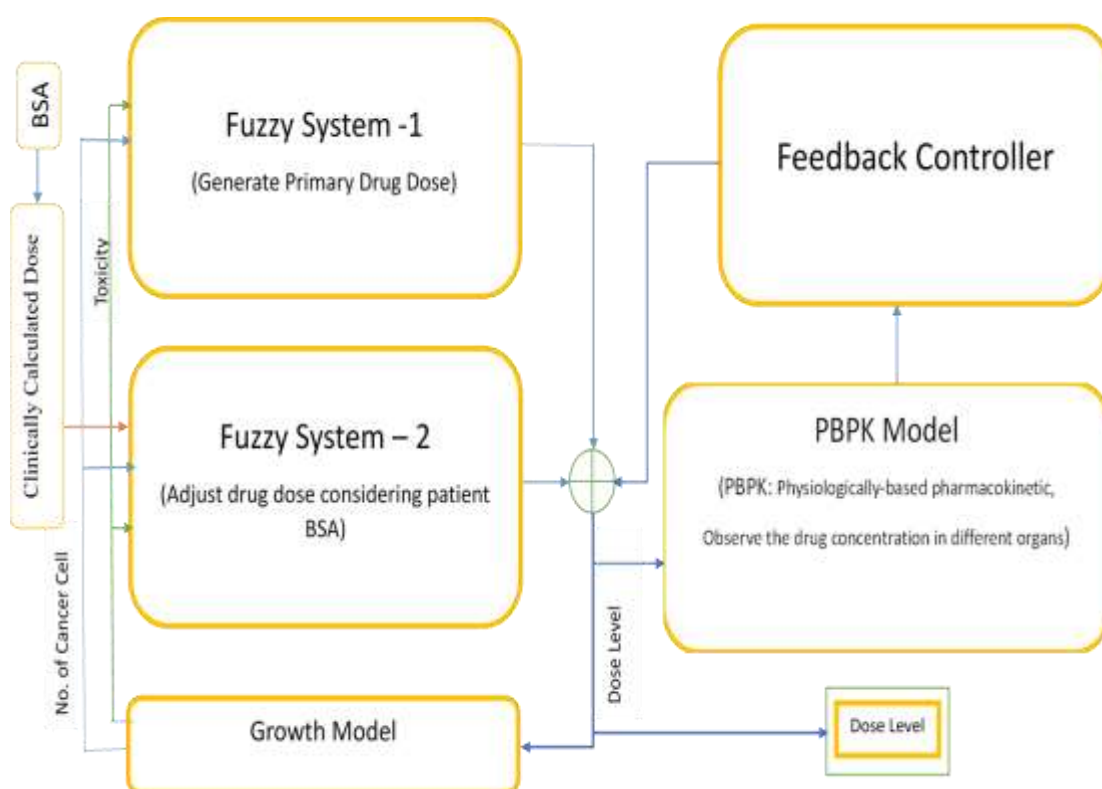 BSA
Clinically Calculated Dose
Toxicity
No. of Cancer Cell
Fuzzy System -1
(Generate Primary Drug Dose)
Fuzzy System – 2
(Adjust drug dose considering patient
BSA)
Growth Model
Feedback Controller
PBPK Model
(PBPK: Physiologically-based pharmacokinetic,
Observe the drug concentration in different organs)
Dose Level
Dose Level